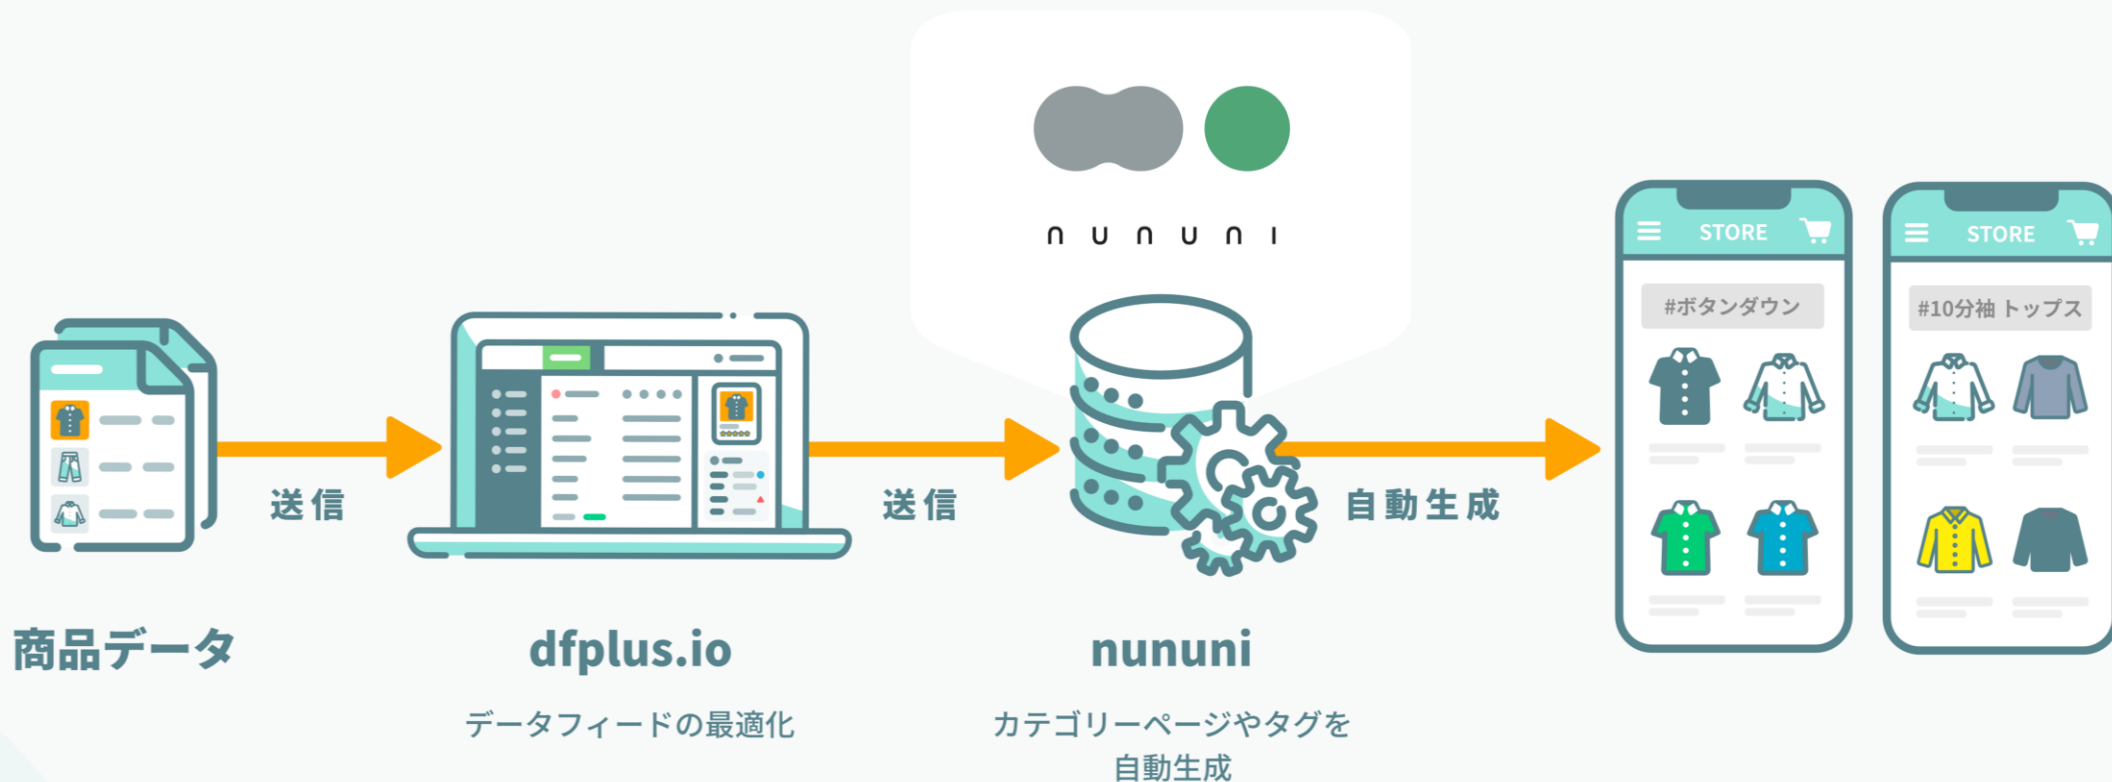 nununi
STORE
STORE
#ボタンダウン
#10分袖 トップス
送信
送信
自動生成
商品データ
dfplus.io
nununi
データフィードの最適化
カテゴリーページやタグを
自動生成